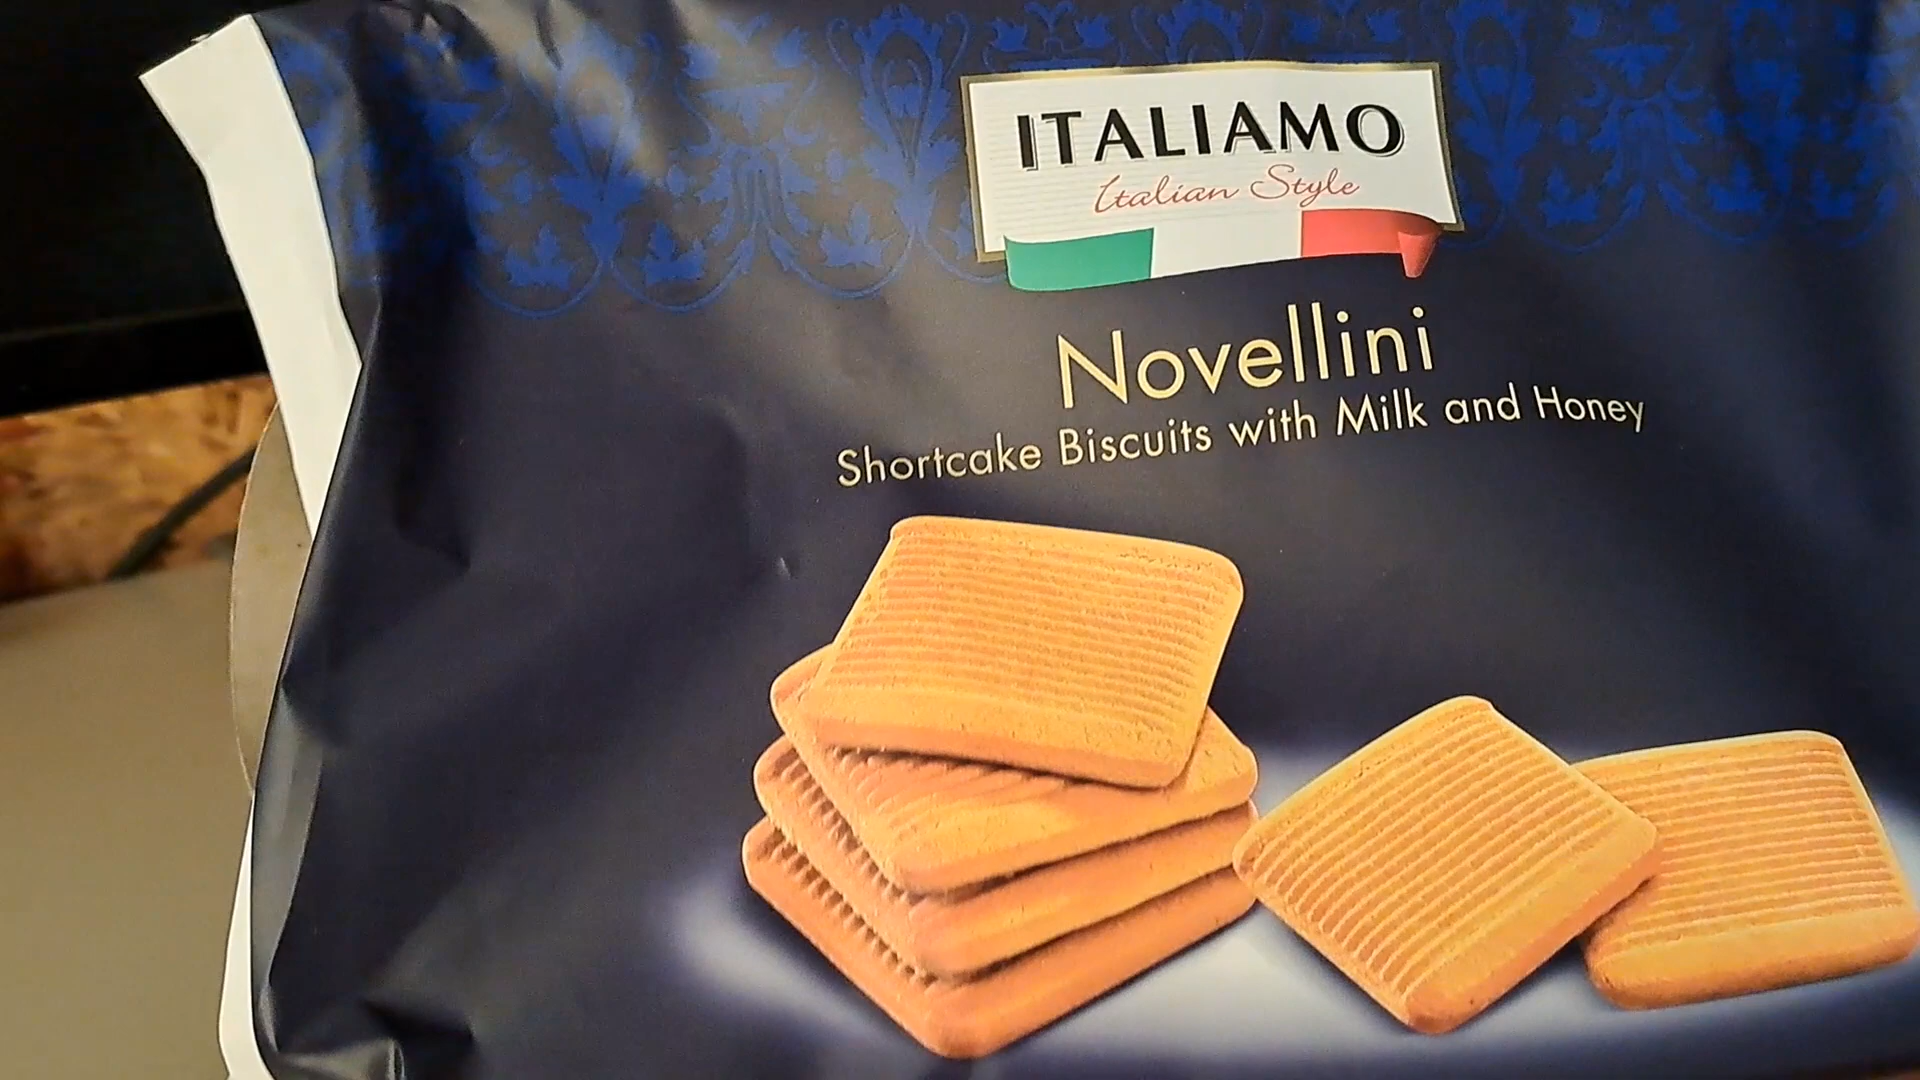 ITALIAMO
Italian Style
Novellini
Shortcake Biscuits with Milk and Honey